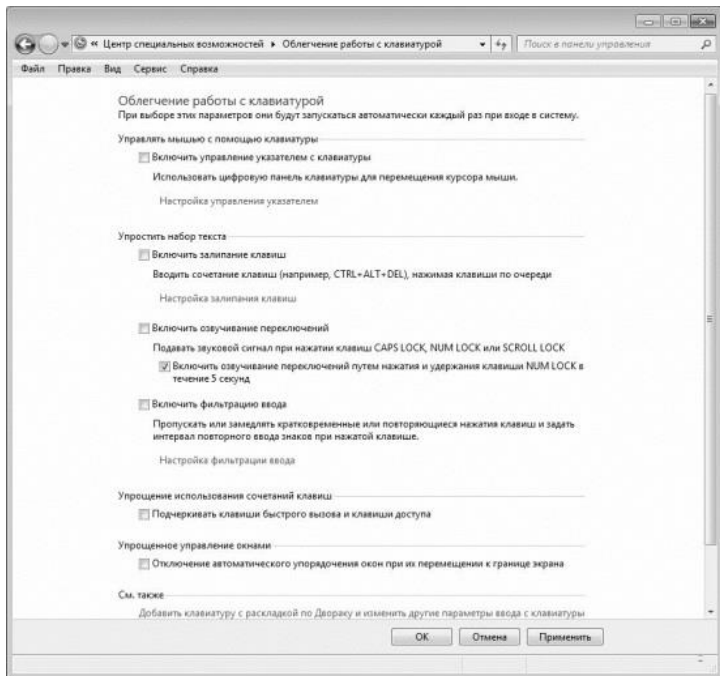 « Центр специальных возможностей ▸ Облегчение работы с клавиатурой Поиск в панели управления
Файл Правка Вид Сервис Справка
Облегчение работы с клавиатурой
При выборе этих параметров они будут запускаться автоматически каждый раз при входе в систему.
Управлять мышью с помощью клавиатуры
Включить управление указателем с клавиатуры
Использовать цифровую панель клавиатуры для перемещения курсора мыши.
Настройка управления указателем
Упростить набор текста
Включить залипание клавиш
Вводить сочетание клавиш (например, CTRL+ALT+DEL), нажимая клавиши по очереди
Настройка залипания клавиш
Включить озвучивание переключений
Подавать звуковой сигнал при нажатии клавиш CAPS LOCK, NUM LOCK или SCROLL LOCK
Включить озвучивание переключений путем нажатия и удержания клавиши NUM LOCK в
течение 5 секунд
Включить фильтрацию ввода
Пропускать или замедлять кратковременные или повторяющиеся нажатия клавиш и задать
интервал повторного ввода знаков при нажатой клавише.
Настройка фильтрации ввода
Упрощение использования сочетаний клавиш
Подчеркивать клавиши быстрого вызова и клавиши доступа
Упрощенное управление окнами
Отключение автоматического упорядочения окон при их перемещении к границе экрана
См. также
Добавить клавиатуру с раскладкой по Двораку и изменить другие параметры ввода с клавиатуры
ОК Отмена Применить